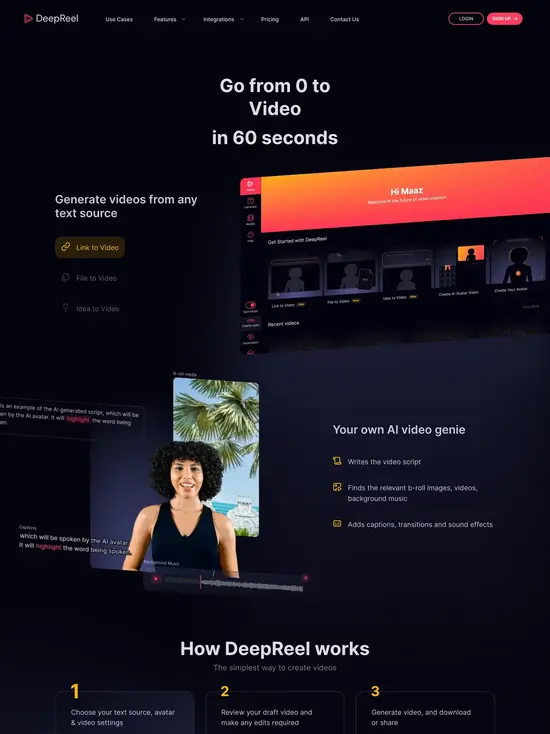 DeepReel
Use Cases
Features
Integrations
Pricing
API
Contact Us
LOGIN
SIGN UP →
Go from 0 to
Video
in 60 seconds
Generate videos from any
text source
Link to Video
File to Video
Idea to Video
Hi Maaz
Welcome to the future of video creation
Get Started with DeepReel
Link to Video
File to Video
Idea to Video
Create AI Avatar Video
Create Your Avatar
Recent videos
B-roll media
is an example of the AI generated script, which will be
en by the AI avatar. it will highlight the word being
en.
Captions
which will be spoken by the AI avatar.
it will highlight the word being spoken.
Background Music
Your own AI video genie
Writes the video script
Finds the relevant b-roll images, videos,
background music
Adds captions, transitions and sound effects
How DeepReel works
The simplest way to create videos
1
Choose your text source, avatar
& video settings
2
Review your draft video and
make any edits required
3
Generate video, and download
or share